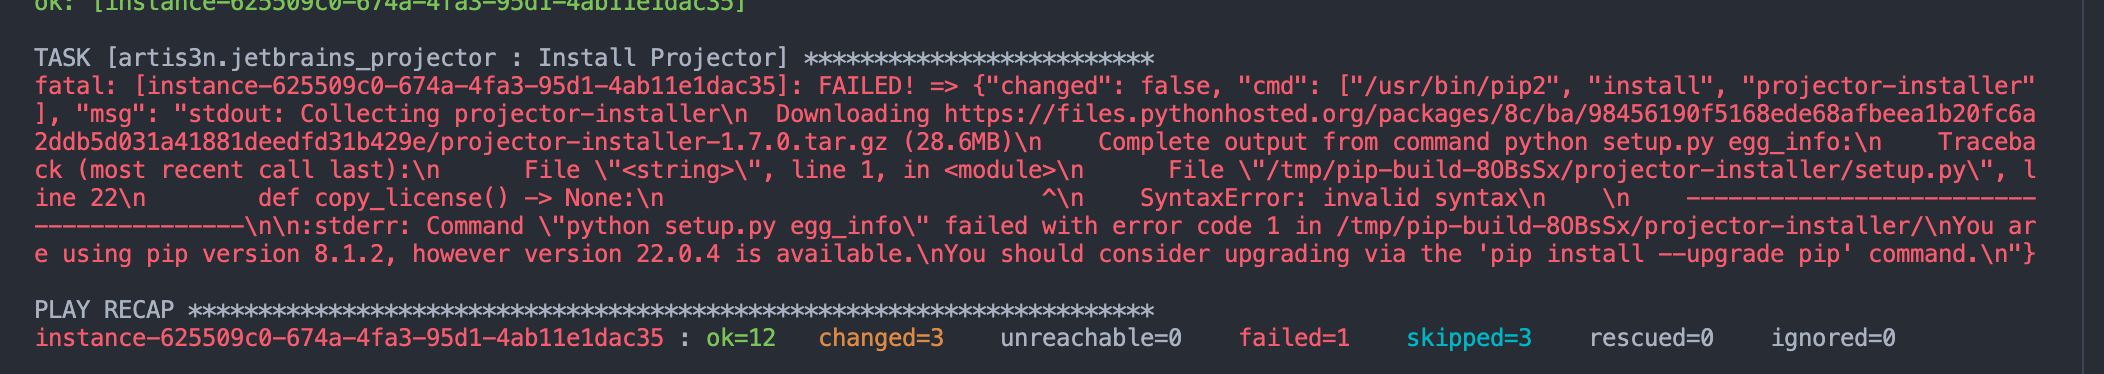 ok: [instance-625509c0-674a-4fa3-95d1-4ab11e1dac35]
TASK [artis3n.jetbrains_projector : Install Projector] *************************
fatal: [instance-625509c0-674a-4fa3-95d1-4ab11e1dac35]: FAILED! => {"changed": false, "cmd": ["/usr/bin/pip2", "install", "projector-installer"
], "msg": "stdout: Collecting projector-installer\n  Downloading https://files.pythonhosted.org/packages/8c/ba/98456190f5168ede68afbeea1b20fc6a
2ddb5d031a41881deedfd31b429e/projector-installer-1.7.0.tar.gz (28.6MB)\n    Complete output from command python setup.py egg_info:\n    Traceba
ck (most recent call last):\n      File \"<string>\", line 1, in <module>\n      File \"/tmp/pip-build-8OBsSx/projector-installer/setup.py\", l
ine 22\n        def copy_license() -> None:\n                           ^\n    SyntaxError: invalid syntax\n    \n    -------------------------
---------------\n\n:stderr: Command \"python setup.py egg_info\" failed with error code 1 in /tmp/pip-build-8OBsSx/projector-installer/\nYou ar
e using pip version 8.1.2, however version 22.0.4 is available.\nYou should consider upgrading via the 'pip install --upgrade pip' command.\n"}
PLAY RECAP *********************************************************************
instance-625509c0-674a-4fa3-95d1-4ab11e1dac35 : ok=12   changed=3    unreachable=0    failed=1    skipped=3    rescued=0    ignored=0